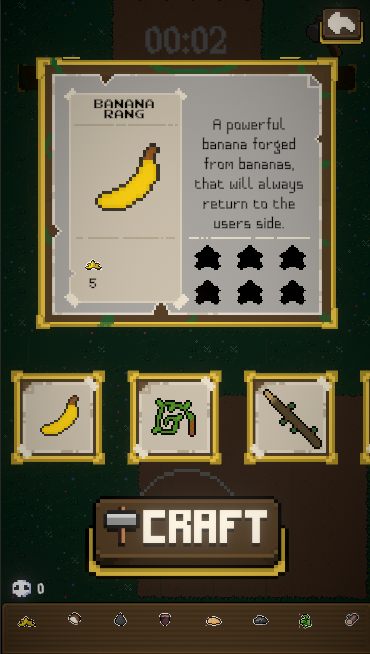 00:02
BANANA
RANG
A powerful
banana forged
from bananas,
that will always
return to the
users side.
5
CRAFT
0